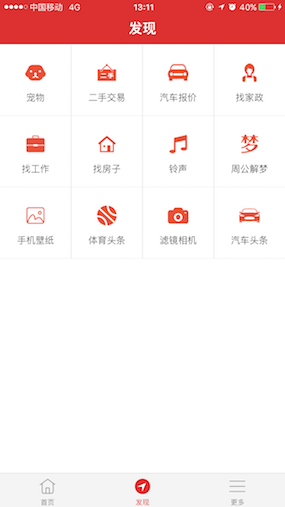 中国移动 4G 13:11 40%
发现
宠物 二手交易 汽车报价 找家政
梦
找工作 找房子 铃声 周公解梦
手机壁纸 体育头条 滤镜相机 汽车头条
首页 发现 更多